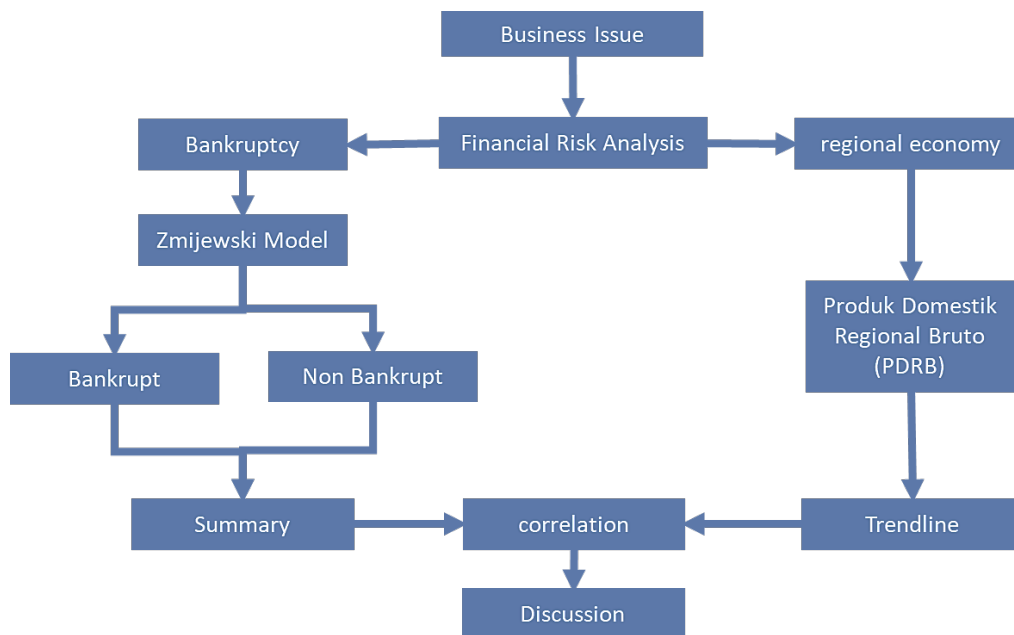 Business Issue
Bankruptcy
Financial Risk Analysis
regional economy
Zmijewski Model
Produk Domestik
Regional Bruto
(PDRB)
Bankrupt
Non Bankrupt
Summary
correlation
Trendline
Discussion